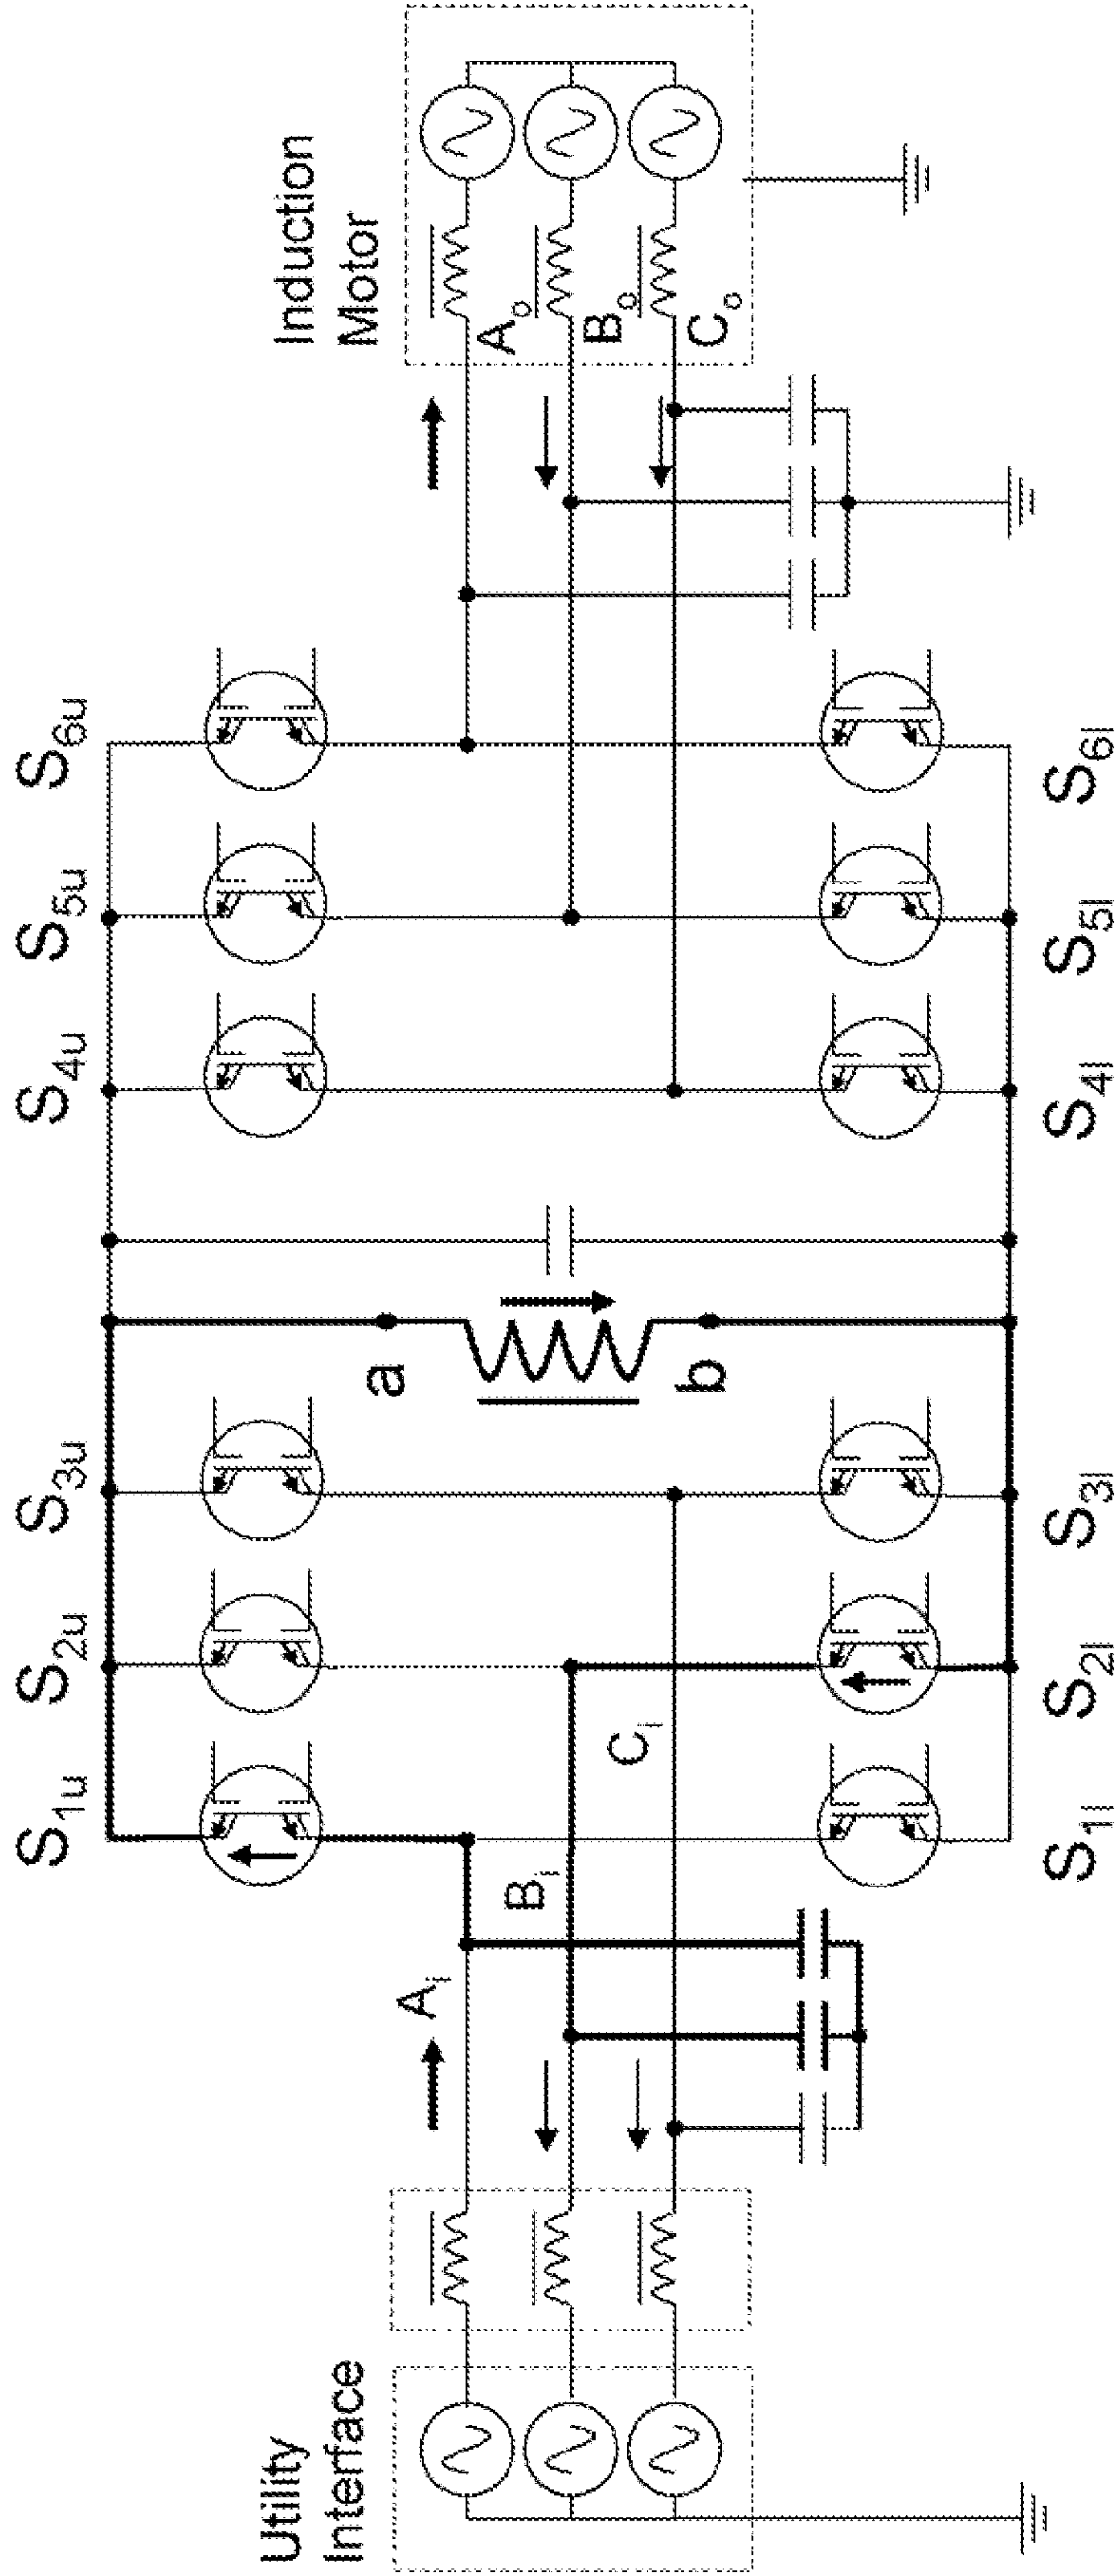 Utility
Interface
Induction
Motor
S1u
S2u
S3u
S4u
S5u
S6u
Ai
Bi
Ci
a
b
Ao
Bo
Co
S1l
S2l
S3l
S4l
S5l
S6l